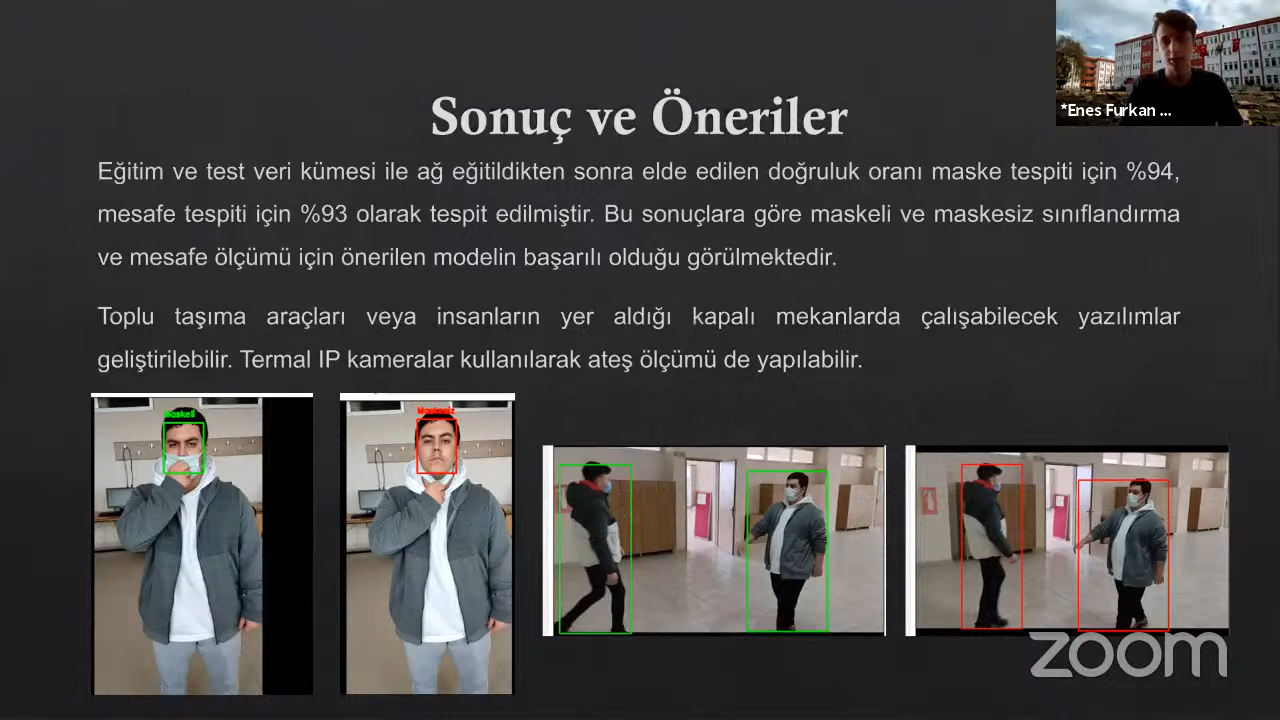 *Enes Furkan ...
Sonuç ve Öneriler
Eğitim ve test veri kümesi ile ağ eğitildikten sonra elde edilen doğruluk oranı maske tespiti için %94,
mesafe tespiti için %93 olarak tespit edilmiştir. Bu sonuçlara göre maskeli ve maskesiz sınıflandırma
ve mesafe ölçümü için önerilen modelin başarılı olduğu görülmektedir.
Toplu taşıma araçları veya insanların yer aldığı kapalı mekanlarda çalışabilecek yazılımlar
geliştirilebilir. Termal IP kameralar kullanılarak ateş ölçümü de yapılabilir.
Maskeli
Maskesiz
zoom